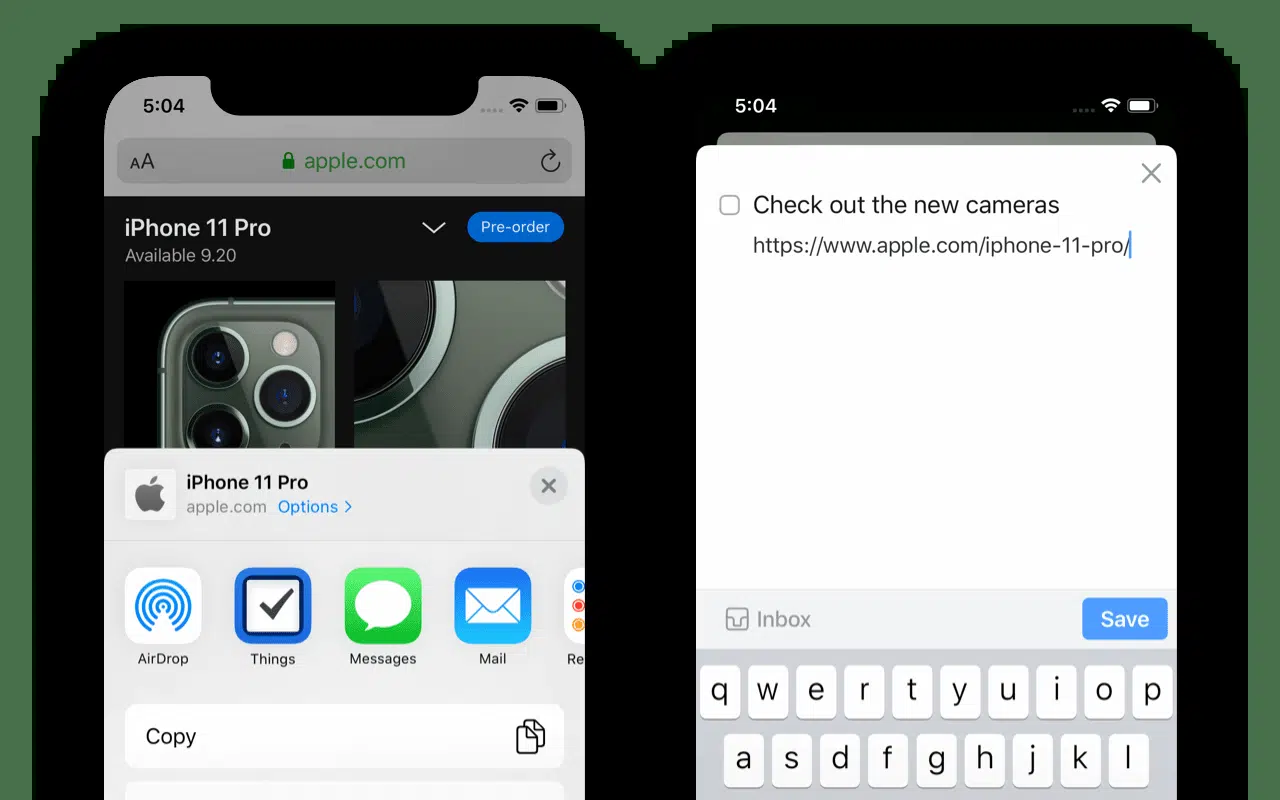 5:04
AA
apple.com
iPhone 11 Pro
Pre-order
Available 9.20
iPhone 11 Pro
apple.com Options >
AirDrop Things Messages Mail Re
Copy
5:04
Check out the new cameras
https://www.apple.com/iphone-11-pro/
Inbox
Save
q w e r t y u i o p
a s d f g h j k l